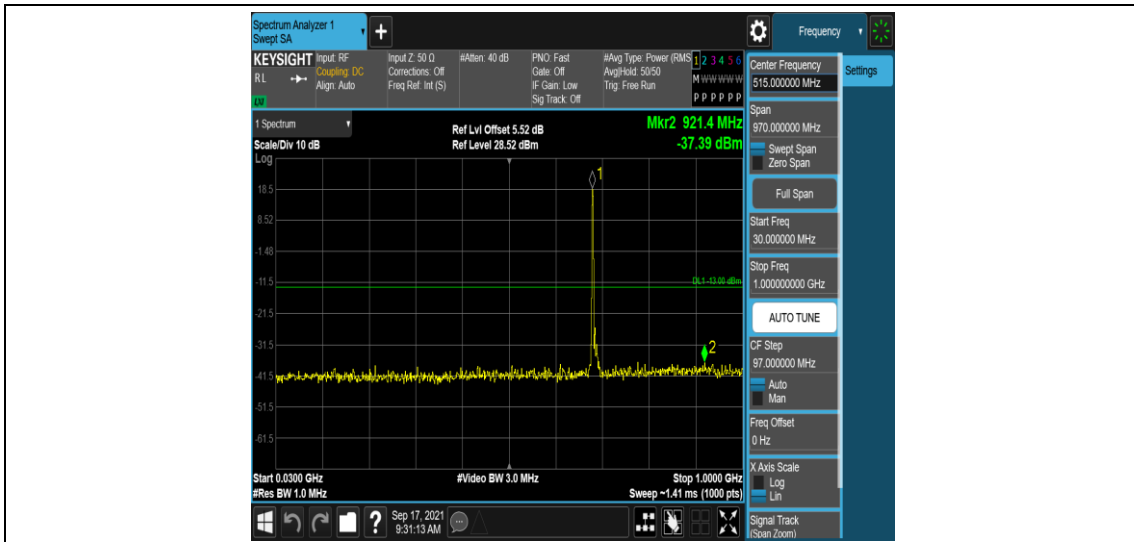 Spectrum Analyzer 1
Swept SA
+
Frequency
KEYSIGHT
RL
Input: RF
Coupling: DC
Align: Auto
Input Z: 50 Ω
Corrections: Off
Freq Ref: Int (S)
#Atten: 40 dB
PNO: Fast
Gate: Off
IF Gain: Low
Sig Track: Off
#Avg Type: Power (RMS
Avg|Hold: 50/50
Trig: Free Run
1 2 3 4 5 6
M W W W W W
P P P P P P
1 Spectrum
Scale/Div 10 dB
Log
Ref Lvl Offset 5.52 dB
Ref Level 28.52 dBm
Mkr2 921.4 MHz
-37.39 dBm
18.5
8.52
-1.48
-11.5
-21.5
-31.5
-41.5
-51.5
-61.5
1
DL1 -13.00 dBm
2
Start 0.0300 GHz
#Res BW 1.0 MHz
#Video BW 3.0 MHz
Stop 1.0000 GHz
Sweep ~1.41 ms (1000 pts)
?
Sep 17, 2021
9:31:13 AM
Center Frequency
515.000000 MHz
Settings
Span
970.000000 MHz
Swept Span
Zero Span
Full Span
Start Freq
30.000000 MHz
Stop Freq
1.000000000 GHz
AUTO TUNE
CF Step
97.000000 MHz
Auto
Man
Freq Offset
0 Hz
X Axis Scale
Log
Lin
Signal Track
(Span Zoom)